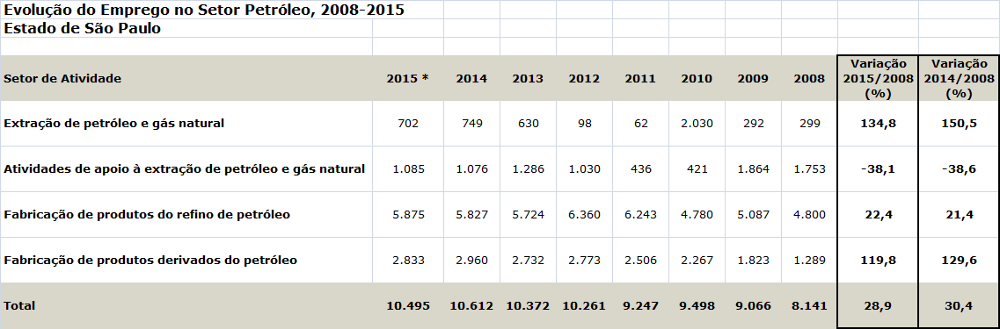 Evolução do Emprego no Setor Petróleo, 2008-2015
Estado de São Paulo
Setor de Atividade 2015 * 2014 2013 2012 2011 2010 2009 2008 Variação 2015/2008 (%) Variação 2014/2008 (%)
Extração de petróleo e gás natural 702 749 630 98 62 2.030 292 299 134,8 150,5
Atividades de apoio à extração de petróleo e gás natural 1.085 1.076 1.286 1.030 436 421 1.864 1.753 -38,1 -38,6
Fabricação de produtos do refino de petróleo 5.875 5.827 5.724 6.360 6.243 4.780 5.087 4.800 22,4 21,4
Fabricação de produtos derivados do petróleo 2.833 2.960 2.732 2.773 2.506 2.267 1.823 1.289 119,8 129,6
Total 10.495 10.612 10.372 10.261 9.247 9.498 9.066 8.141 28,9 30,4